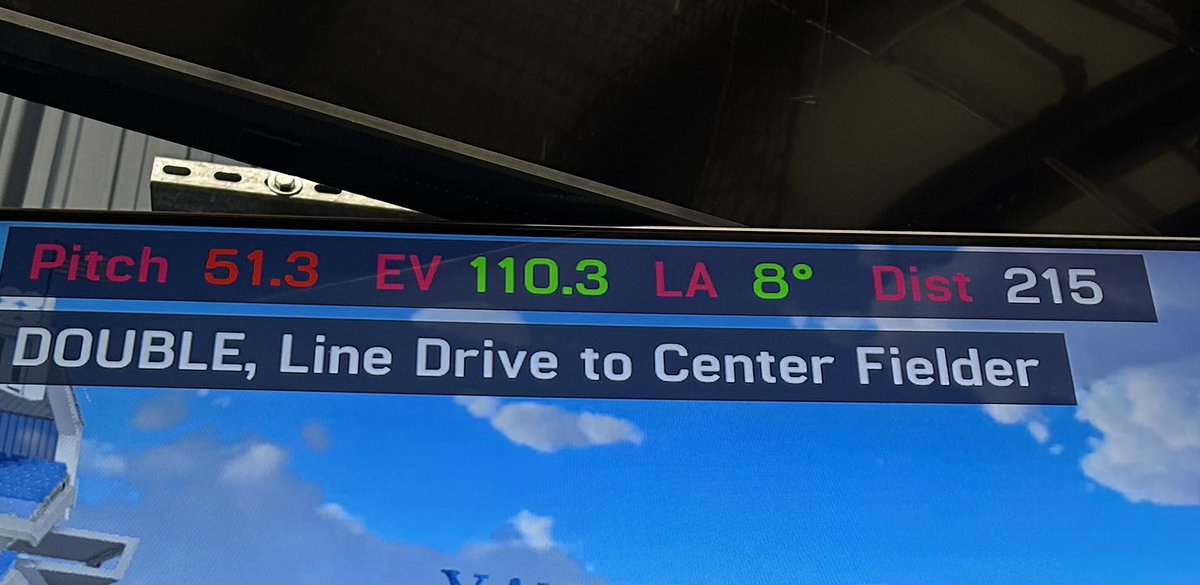 Pitch 51.3 EV 110.3 LA 8° Dist 215
DOUBLE, Line Drive to Center Fielder